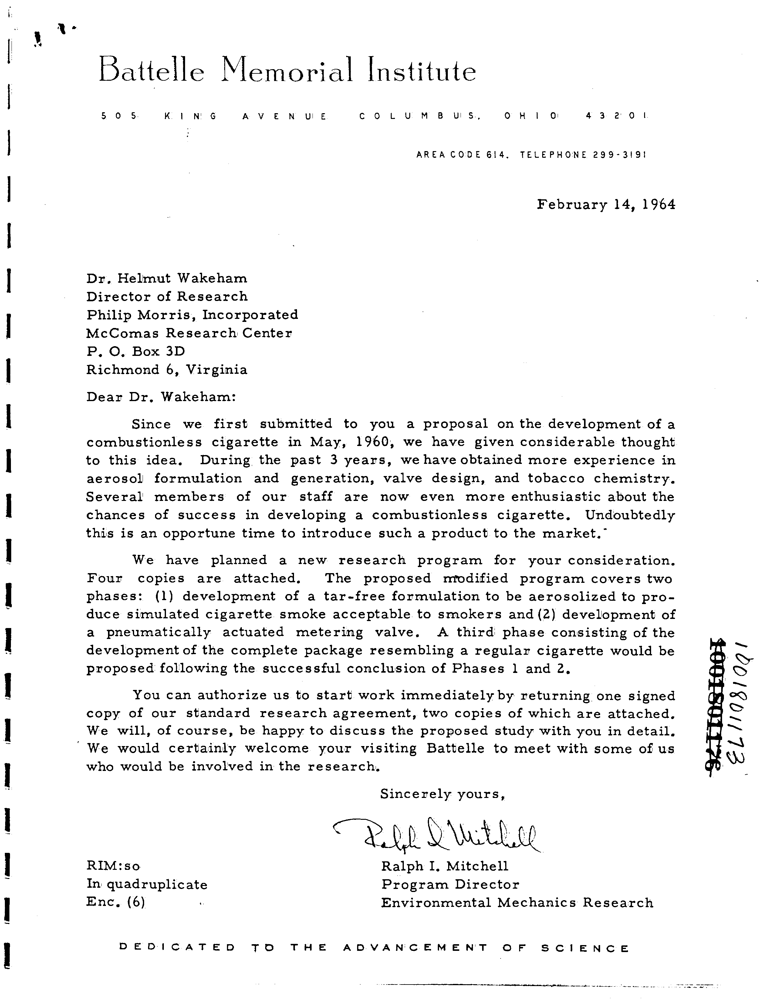 Battelle Memorial Institute
505 KING AVENUE COLUMBUS, OHIO 43201
AREA CODE 614, TELEPHONE 299-3191
February 14, 1964
Dr. Helmut Wakeham
Director of Research
Philip Morris, Incorporated
McComas Research Center
P. O. Box 3D
Richmond 6, Virginia
Dear Dr. Wakeham:
Since we first submitted to you a proposal on the development of a
combustionless cigarette in May, 1960, we have given considerable thought
to this idea. During the past 3 years, we have obtained more experience in
aerosol formulation and generation, valve design, and tobacco chemistry.
Several members of our staff are now even more enthusiastic about the
chances of success in developing a combustionless cigarette. Undoubtedly
this is an opportune time to introduce such a product to the market.
We have planned a new research program for your consideration.
Four copies are attached. The proposed modified program covers two
phases: (1) development of a tar-free formulation to be aerosolized to pro-
duce simulated cigarette smoke acceptable to smokers and (2) development of
a pneumatically actuated metering valve. A third phase consisting of the
development of the complete package resembling a regular cigarette would be
proposed following the successful conclusion of Phases 1 and 2.
You can authorize us to start work immediately by returning one signed
copy of our standard research agreement, two copies of which are attached.
We will, of course, be happy to discuss the proposed study with you in detail.
We would certainly welcome your visiting Battelle to meet with some of us
who would be involved in the research.
Sincerely yours,
Ralph I Mitchell
RIM:so
In quadruplicate
Enc. (6)
Ralph I. Mitchell
Program Director
Environmental Mechanics Research
DEDICATED TO THE ADVANCEMENT OF SCIENCE
1001801173
1001801176